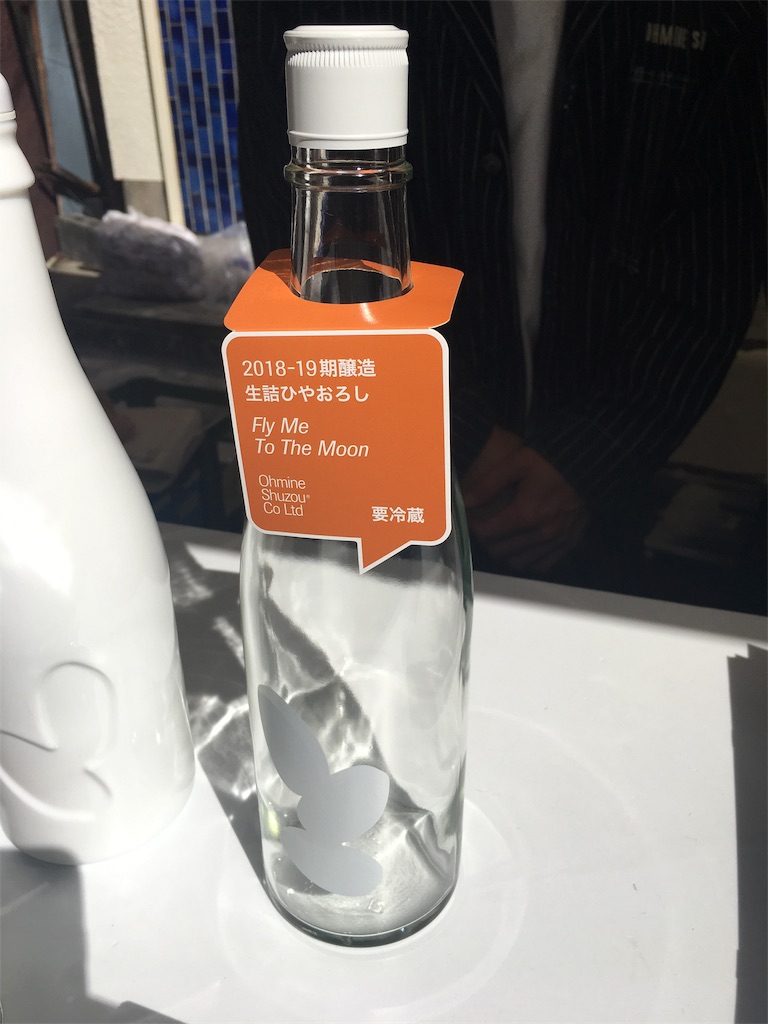 2018-19期醸造
生詰ひやおろし
Fly Me
To The Moon
Ohmine
Shuzou®
Co Ltd
要冷蔵